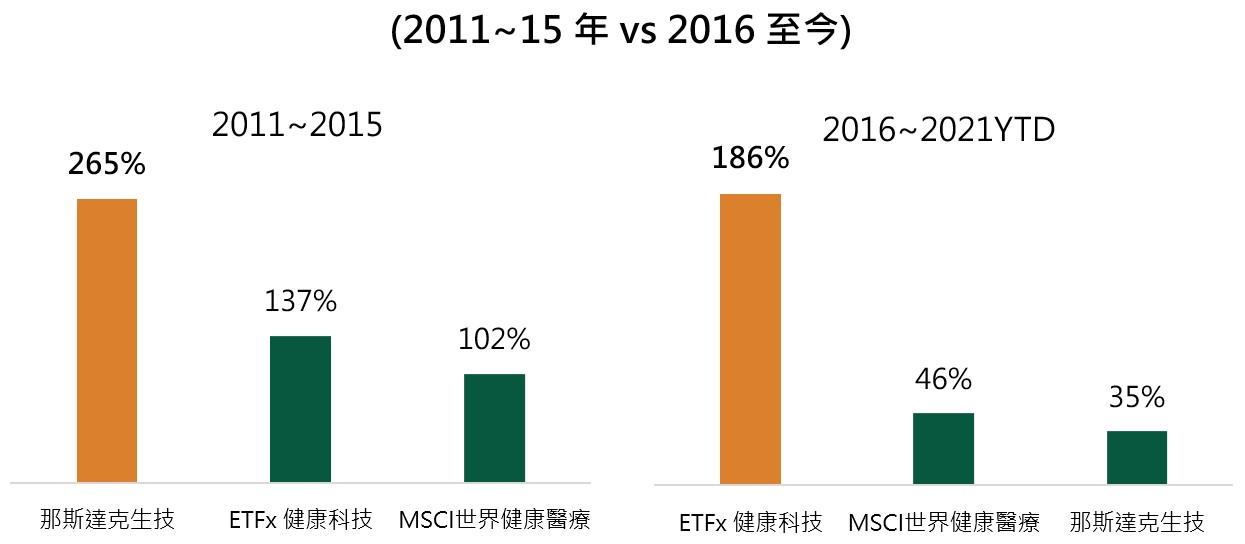 (2011~15 年 vs 2016 至今)
2011~2015
265%
137%
102%
那斯達克生技
ETFx 健康科技
MSCI世界健康醫療
2016~2021YTD
186%
46%
35%
ETFx 健康科技
MSCI世界健康醫療
那斯達克生技